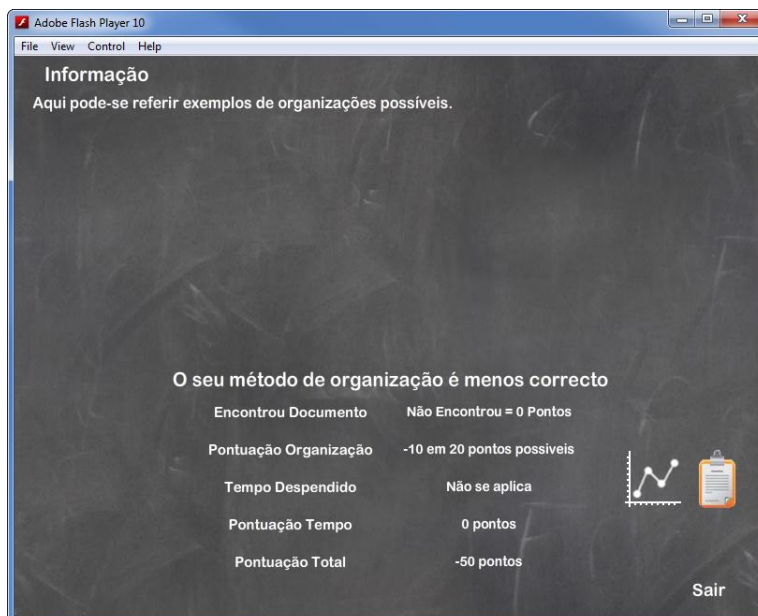 Adobe Flash Player 10
File View Control Help
Informação
Aqui pode-se referir exemplos de organizações possíveis.
O seu método de organização é menos correcto
Encontrou Documento Não Encontrou = 0 Pontos
Pontuação Organização -10 em 20 pontos possiveis
Tempo Despendido Não se aplica
Pontuação Tempo 0 pontos
Pontuação Total -50 pontos
Sair